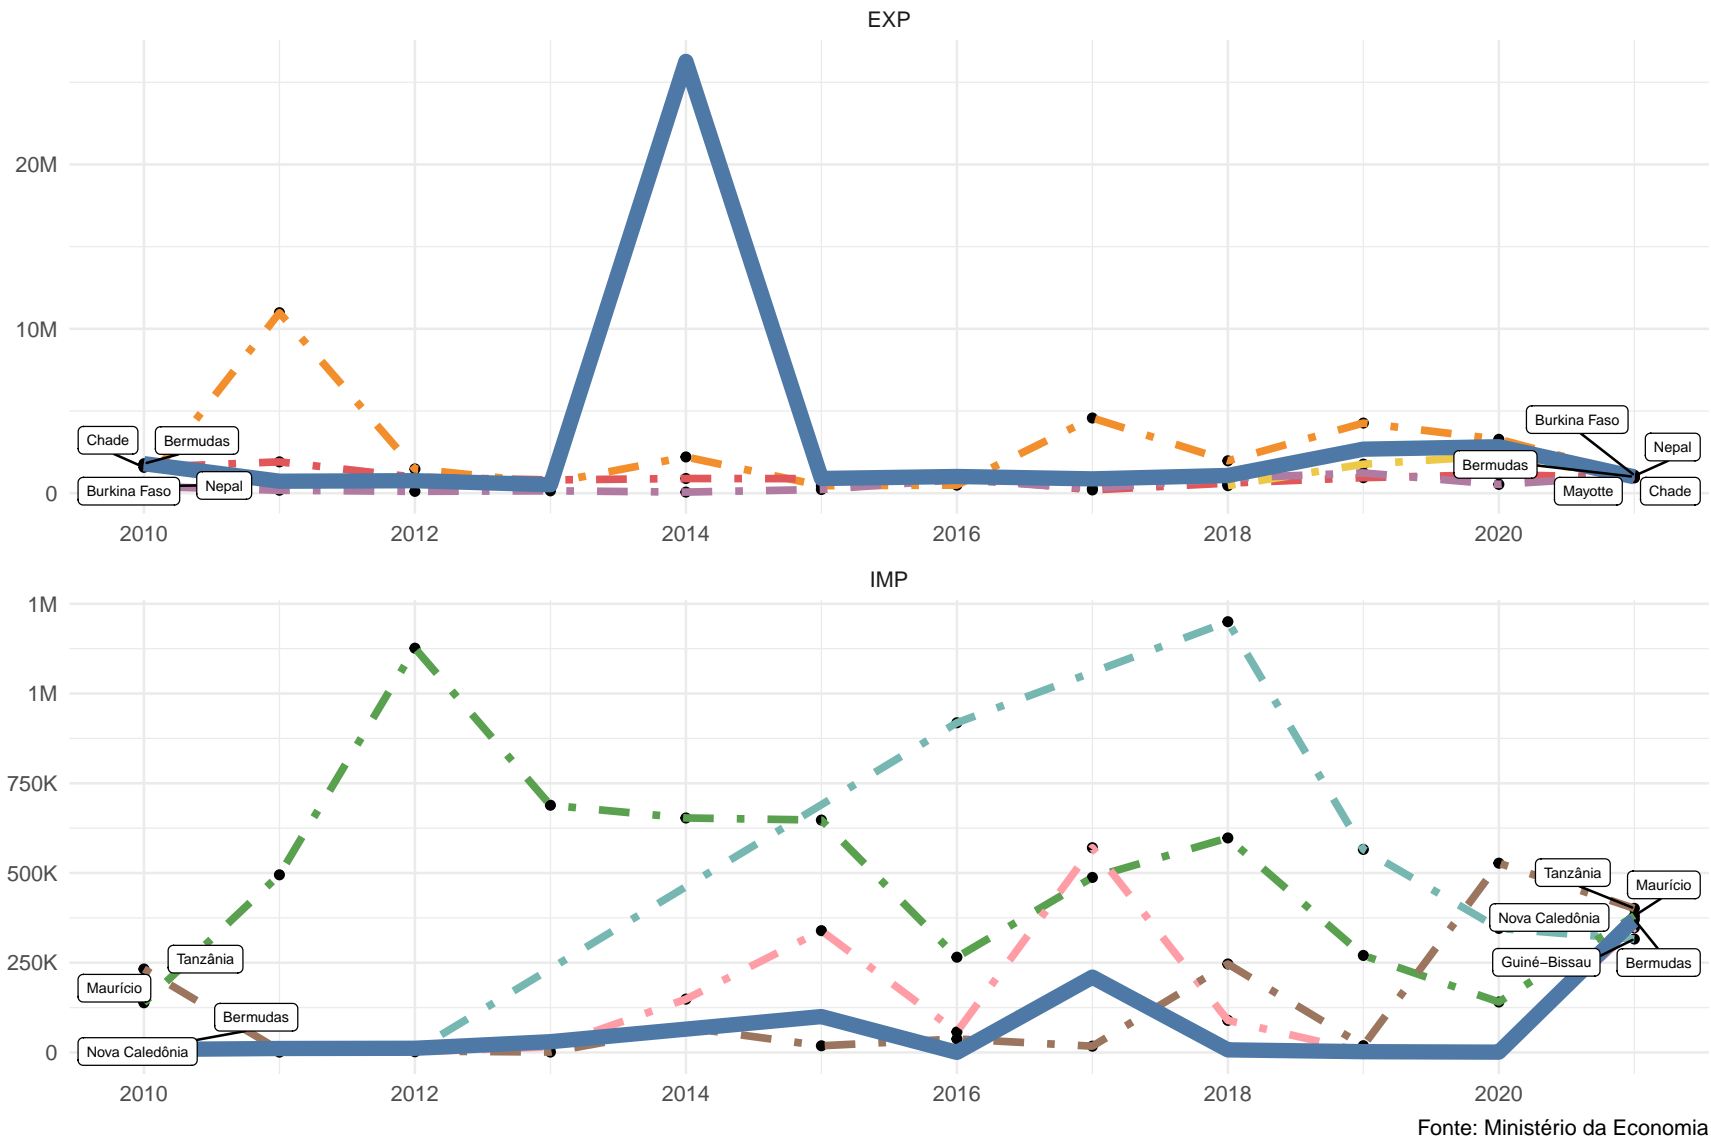 EXP
20M
10M
0
Chade
Bermudas
Burkina Faso
Nepal
Burkina Faso
Nepal
Bermudas
Mayotte
Chade
2010 2012 2014 2016 2018 2020
IMP
1M
1M
750K
500K
250K
0
Tanzânia
Maurício
Bermudas
Nova Caledônia
Tanzânia
Maurício
Nova Caledônia
Guiné−Bissau
Bermudas
2010 2012 2014 2016 2018 2020
Fonte: Ministério da Economia